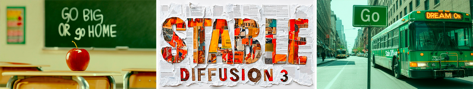 GO BIG
OR go HOME
STABLE
DIFFUSION 3
Go
DREAM ON